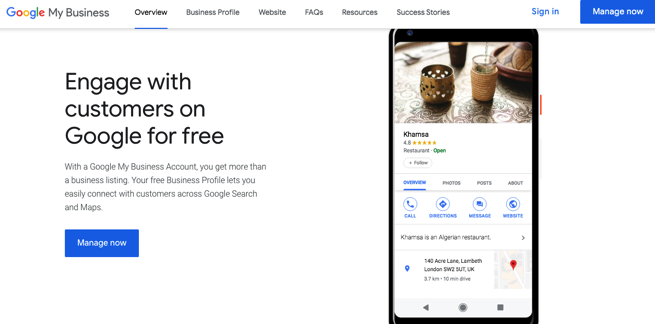 Google My Business
Overview
Business Profile
Website
FAQs
Resources
Success Stories
Sign in
Manage now
Engage with
customers on
Google for free
With a Google My Business Account, you get more than
a business listing. Your free Business Profile lets you
easily connect with customers across Google Search
and Maps.
Manage now
Khamsa
4.8
Restaurant · Open
+ Follow
OVERVIEW
PHOTOS
POSTS
ABOUT
CALL
DIRECTIONS
MESSAGE
WEBSITE
Khamsa is an Algerian restaurant.
140 Acre Lane, Lambeth
London SW2 5UT, UK
3.7 km • 10 min drive